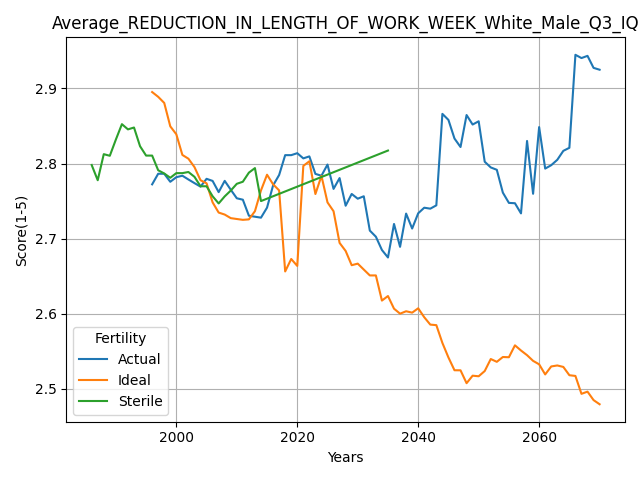 Average_REDUCTION_IN_LENGTH_OF_WORK_WEEK_White_Male_Q3_IQ
2.9
2.8
2.7
2.6
2.5
Score(1-5)
Fertility
Actual
Ideal
Sterile
2000 2020 2040 2060
Years